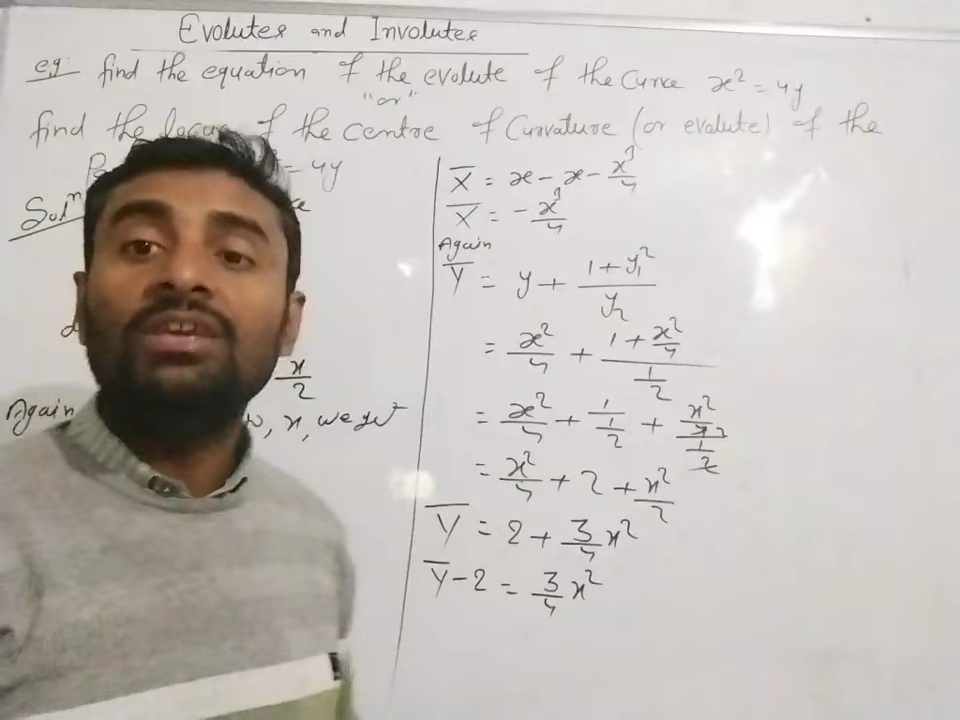 Evolutes and Involutes
eg:- find the equation of the evolute of the curve x² = 4y
"or"
find the locus of the centre of Curvature (or evalute) of the
= 4y
Solⁿ
x/2
Again w, x, we get
X̅ = x - x - x³/4
X̅ = - x³/4
Again
Y̅ = y + (1 + y₁²)/y₂
= x²/4 + (1 + x²/4)/(1/2)
= x²/4 + 1/(1/2) + (x²/4)/(1/2)
= x²/4 + 2 + x²/2
Y̅ = 2 + 3/4 x²
Y̅ - 2 = 3/4 x²